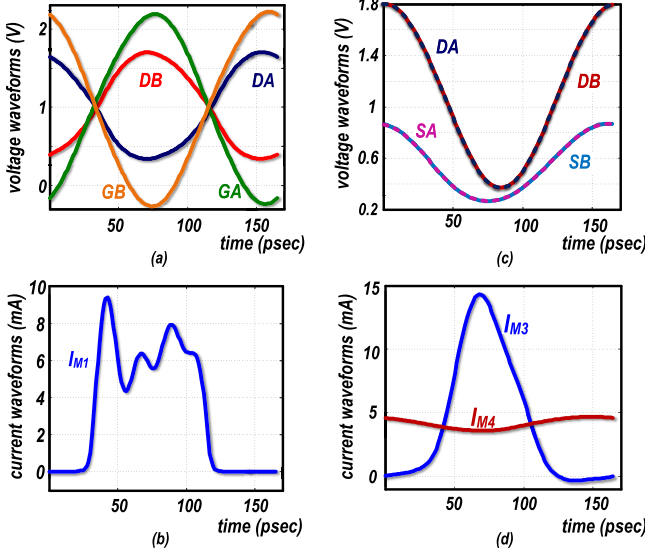 voltage waveforms (V)
2
1
0
DB
DA
GB
GA
50
100
150
time (psec)
(a)
voltage waveforms (V)
1.8
1.4
1
0.6
0.2
DA
DB
SA
SB
50
100
150
time (psec)
(c)
current waveforms (mA)
10
8
6
4
2
0
IM1
50
100
150
time (psec)
(b)
current waveforms (mA)
15
10
5
0
IM3
IM4
50
100
150
time (psec)
(d)